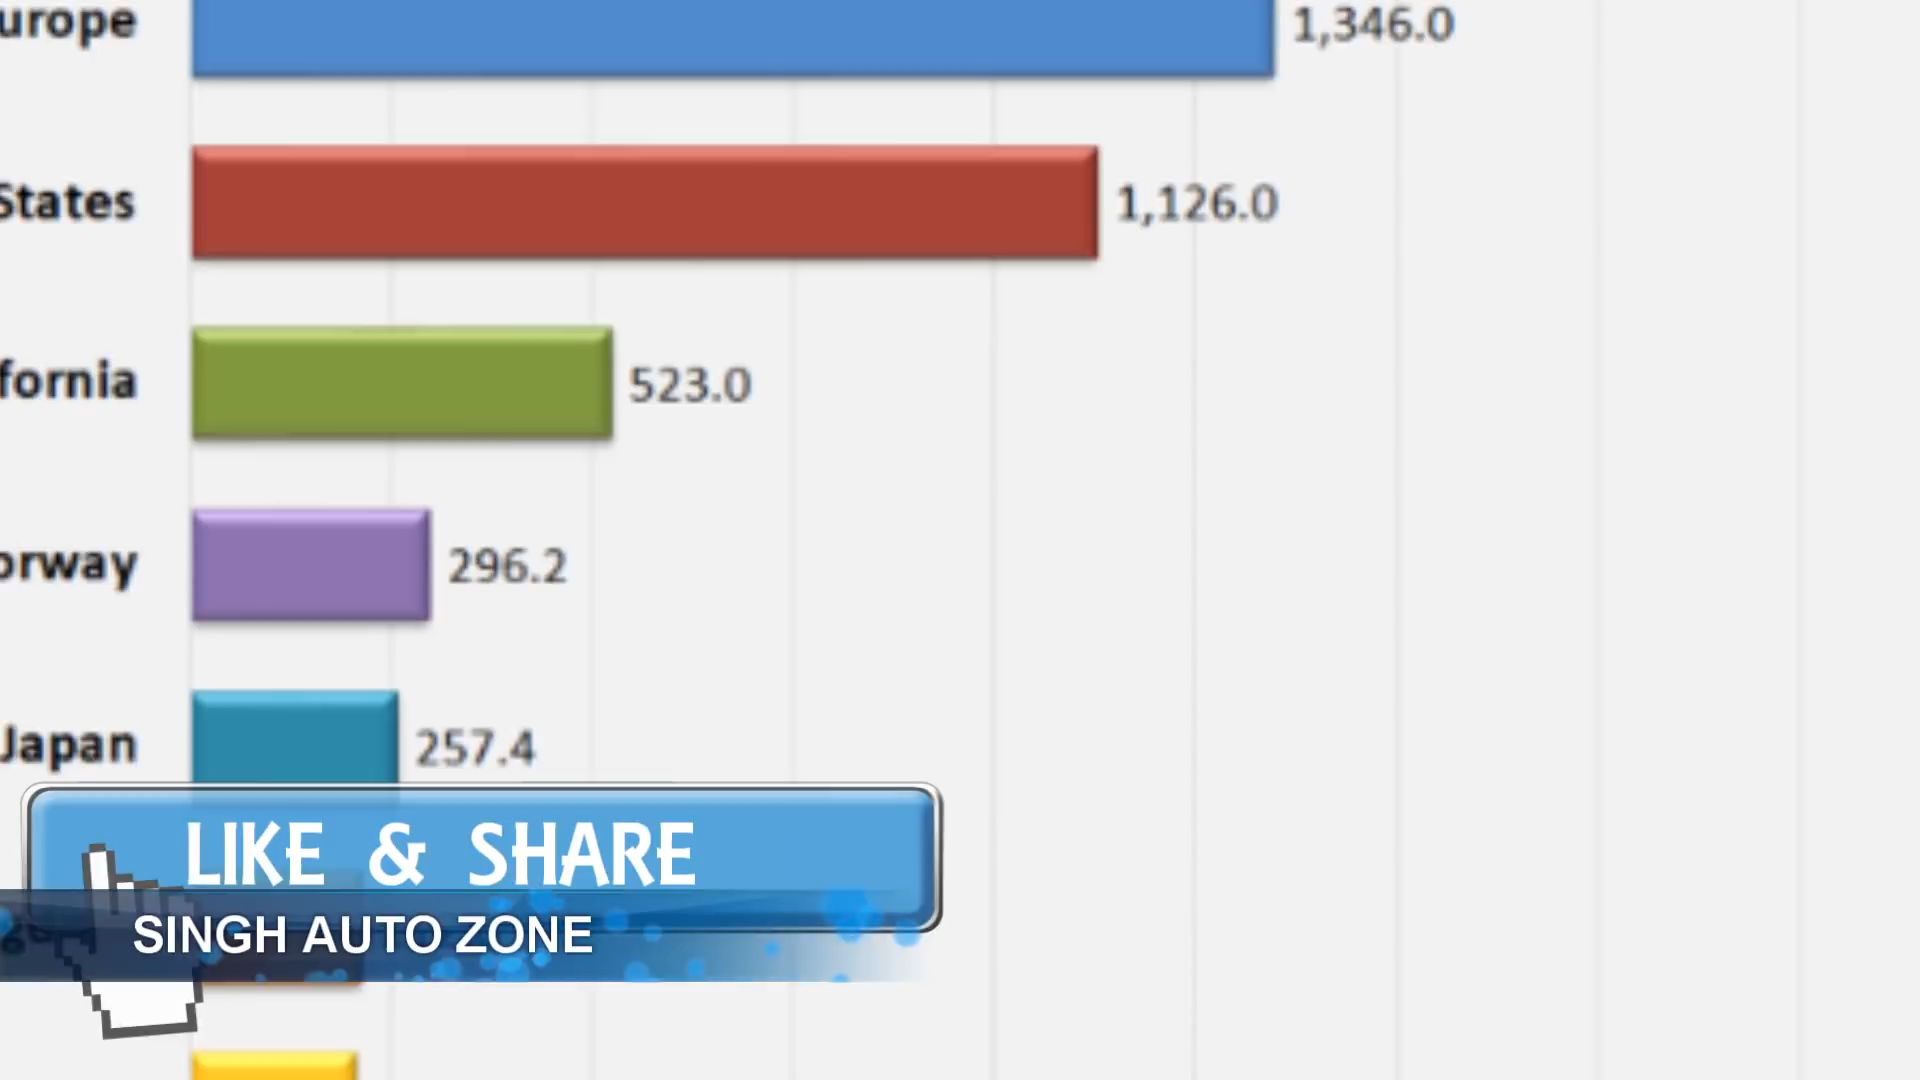 urope 1,346.0
States 1,126.0
fornia 523.0
orway 296.2
Japan 257.4
LIKE & SHARE
SINGH AUTO ZONE